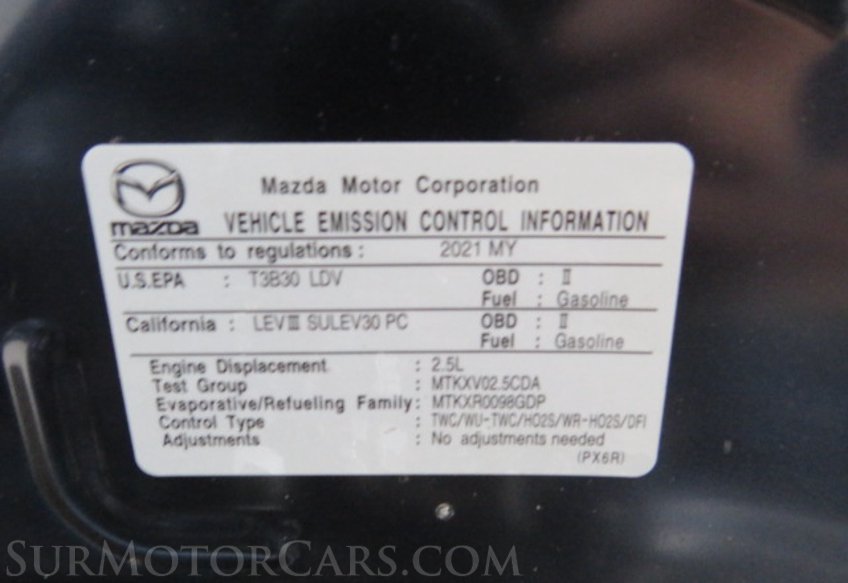 Mazda Motor Corporation
mazda VEHICLE EMISSION CONTROL INFORMATION
Conforms to regulations : 2021 MY
U.S.EPA : T3B30 LDV OBD : Ⅱ
Fuel : Gasoline
California : LEVⅢ SULEV30 PC OBD : Ⅱ
Fuel : Gasoline
Engine Displacement : 2.5L
Test Group : MTKXV02.5CDA
Evaporative/Refueling Family: MTKXR0098GDP
Control Type : TWC/WU-TWC/HO2S/WR-HO2S/DFI
Adjustments : No adjustments needed
(PX6R)
SurMotorCars.com